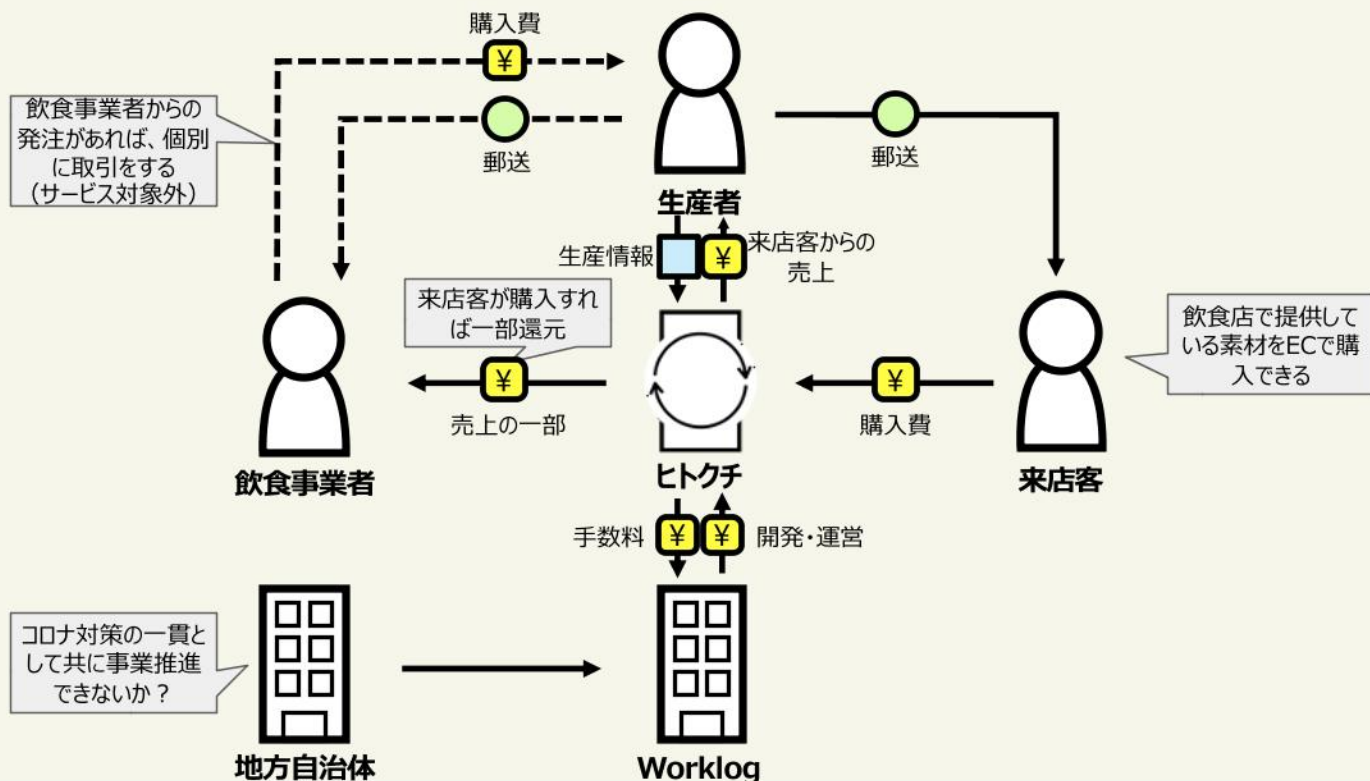 購入費
¥
飲食事業者からの
発注があれば、個別
に取引をする
（サービス対象外）
郵送
郵送
生産者
生産情報
¥
来店客からの
売上
来店客が購入すれ
ば一部還元
飲食店で提供して
いる素材をECで購
入できる
¥
売上の一部
¥
購入費
飲食事業者
ヒトクチ
来店客
手数料
¥
¥
開発・運営
コロナ対策の一貫と
して共に事業推進
できないか？
地方自治体
Worklog